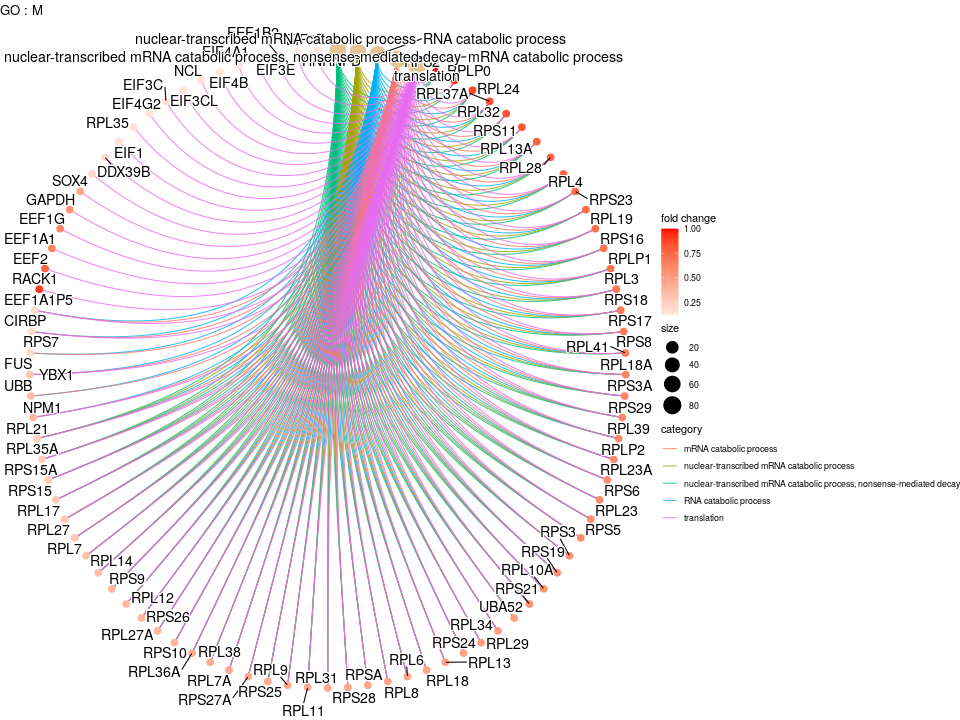 GO : M
nuclear-transcribed mRNA catabolic process
RNA catabolic process
nuclear-transcribed mRNA catabolic process, nonsense-mediated decay
mRNA catabolic process
translation
EIF4A1
EIF3E
NCL
EIF4B
EIF3C
EIF3CL
EIF4G2
RPL35
EIF1
DDX39B
SOX4
GAPDH
EEF1G
EEF1A1
EEF2
RACK1
EEF1A1P5
CIRBP
RPS7
FUS
YBX1
UBB
NPM1
RPL21
RPL35A
RPS15A
RPS15
RPL17
RPL27
RPL7
RPL14
RPS9
RPL12
RPS26
RPL27A
RPS10
RPL38
RPL36A
RPL7A
RPS27A
RPS25
RPL9
RPL11
RPL31
RPS28
RPSA
RPL8
RPL6
RPL18
RPL13
RPS24
RPL29
RPL34
UBA52
RPS21
RPL10A
RPS19
RPS3
RPS5
RPL23
RPS6
RPL23A
RPLP2
RPL39
RPS29
RPS3A
RPL18A
RPL41
RPS8
RPS17
RPS18
RPL3
RPLP1
RPS16
RPL19
RPS23
RPL4
RPL28
RPL13A
RPS11
RPL32
RPL24
RPL37A
RPLP0
fold change
1.00
0.75
0.50
0.25
size
20
40
60
80
category
mRNA catabolic process
nuclear-transcribed mRNA catabolic process
nuclear-transcribed mRNA catabolic process, nonsense-mediated decay
RNA catabolic process
translation